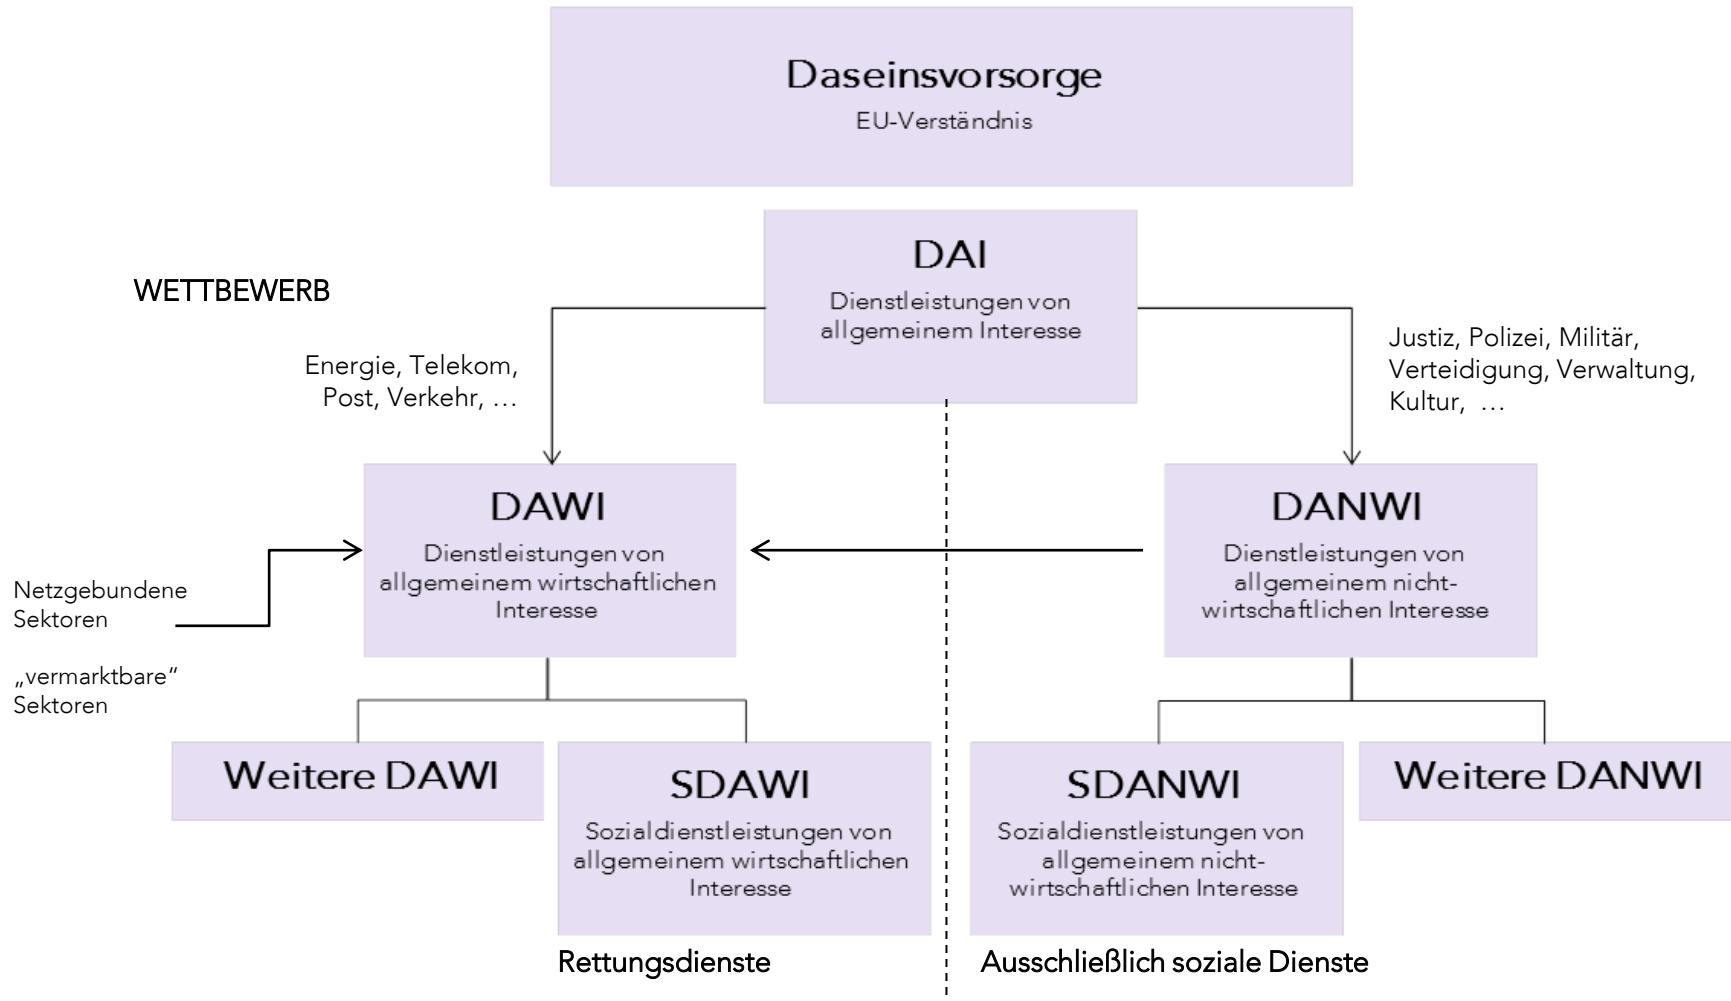 Daseinsvorsorge
EU-Verständnis
DAI
Dienstleistungen von
allgemeinem Interesse
WETTBEWERB
Energie, Telekom,
Post, Verkehr, …
Justiz, Polizei, Militär,
Verteidigung, Verwaltung,
Kultur, …
DAWI
Dienstleistungen von
allgemeinem wirtschaftlichen
Interesse
DANWI
Dienstleistungen von
allgemeinem nicht-
wirtschaftlichen Interesse
Netzgebundene
Sektoren
„vermarktbare“
Sektoren
Weitere DAWI
SDAWI
Sozialdienstleistungen von
allgemeinem wirtschaftlichen
Interesse
SDANWI
Sozialdienstleistungen von
allgemeinem nicht-
wirtschaftlichen Interesse
Weitere DANWI
Rettungsdienste
Ausschließlich soziale Dienste